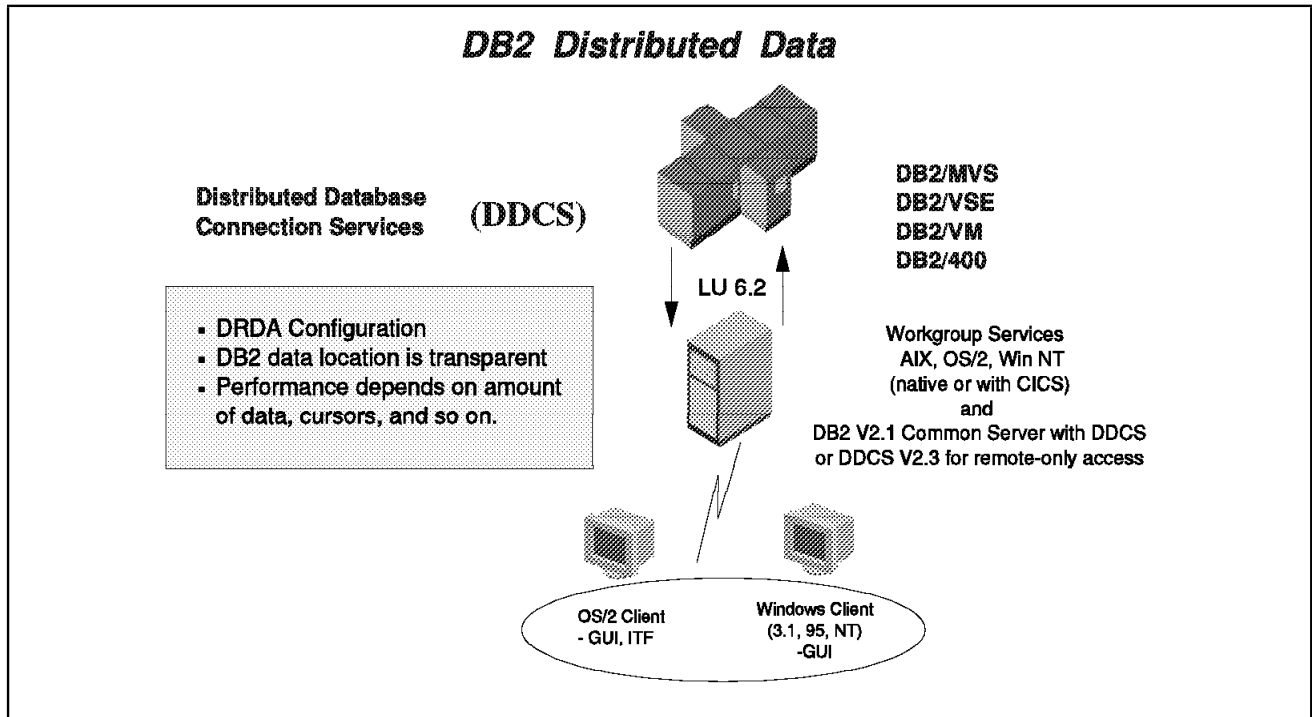 DB2 Distributed Data
Distributed Database
Connection Services
(DDCS)
DB2/MVS
DB2/VSE
DB2/VM
DB2/400
LU 6.2
▪ DRDA Configuration
▪ DB2 data location is transparent
▪ Performance depends on amount
of data, cursors, and so on.
Workgroup Services
AIX, OS/2, Win NT
(native or with CICS)
and
DB2 V2.1 Common Server with DDCS
or DDCS V2.3 for remote-only access
OS/2 Client
- GUI, ITF
Windows Client
(3.1, 95, NT)
-GUI